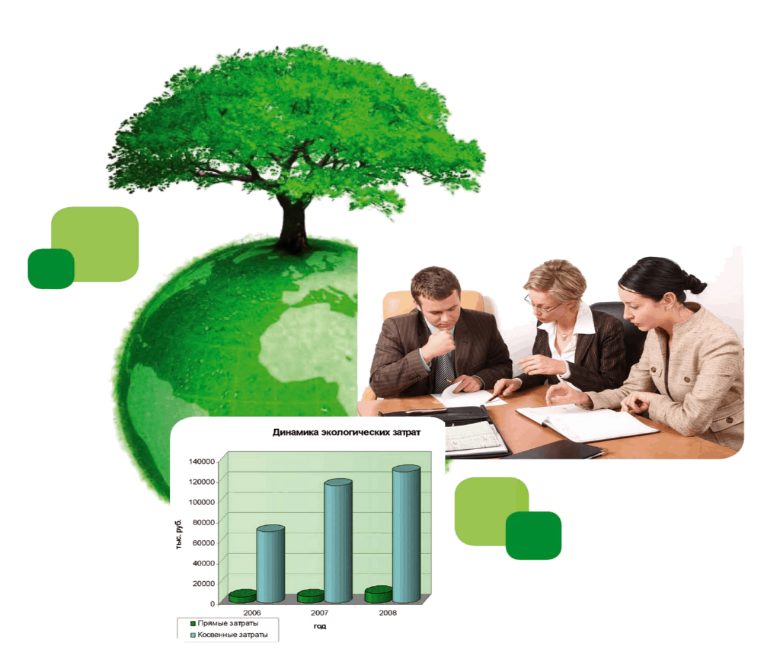 Динамика экологических затрат
140000
120000
100000
80000
60000
40000
20000
0
тыс. руб.
2006
2007
2008
год
Прямые затраты
Косвенные затраты